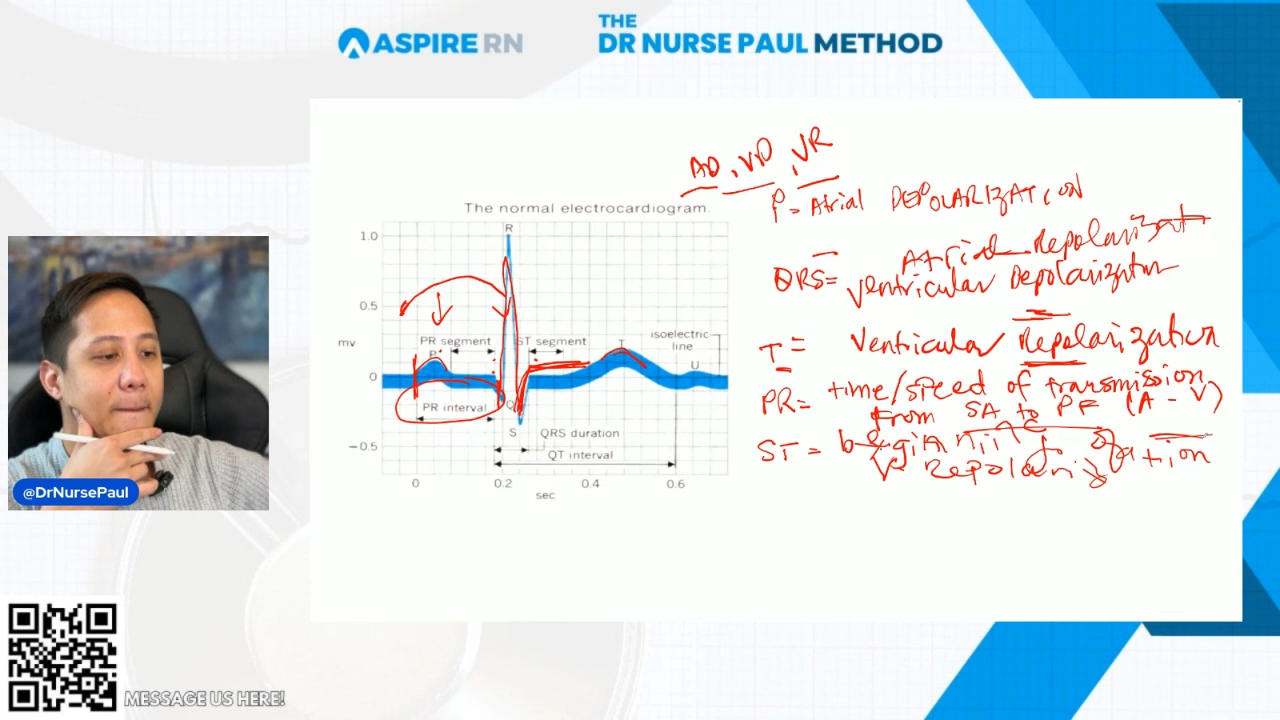 ASPIRE RN
THE
DR NURSE PAUL METHOD
AD, VD, VR
P = Atrial DEPOLARIZATION
Atrial Repolarizat
QRS = Ventricular Depolarization
T = Ventricular Repolarization
PR = time/speed of transmission
from SA to PF (A - V)
ST = beginning of
V Repolarization
The normal electrocardiogram.
R
1.0
0.5
mv
0
−0.5
PR segment
ST segment
isoelectric
line
P
T
U
Q
PR interval
S
QRS duration
QT interval
0
0.2
0.4
0.6
sec
@DrNursePaul
MESSAGE US HERE!